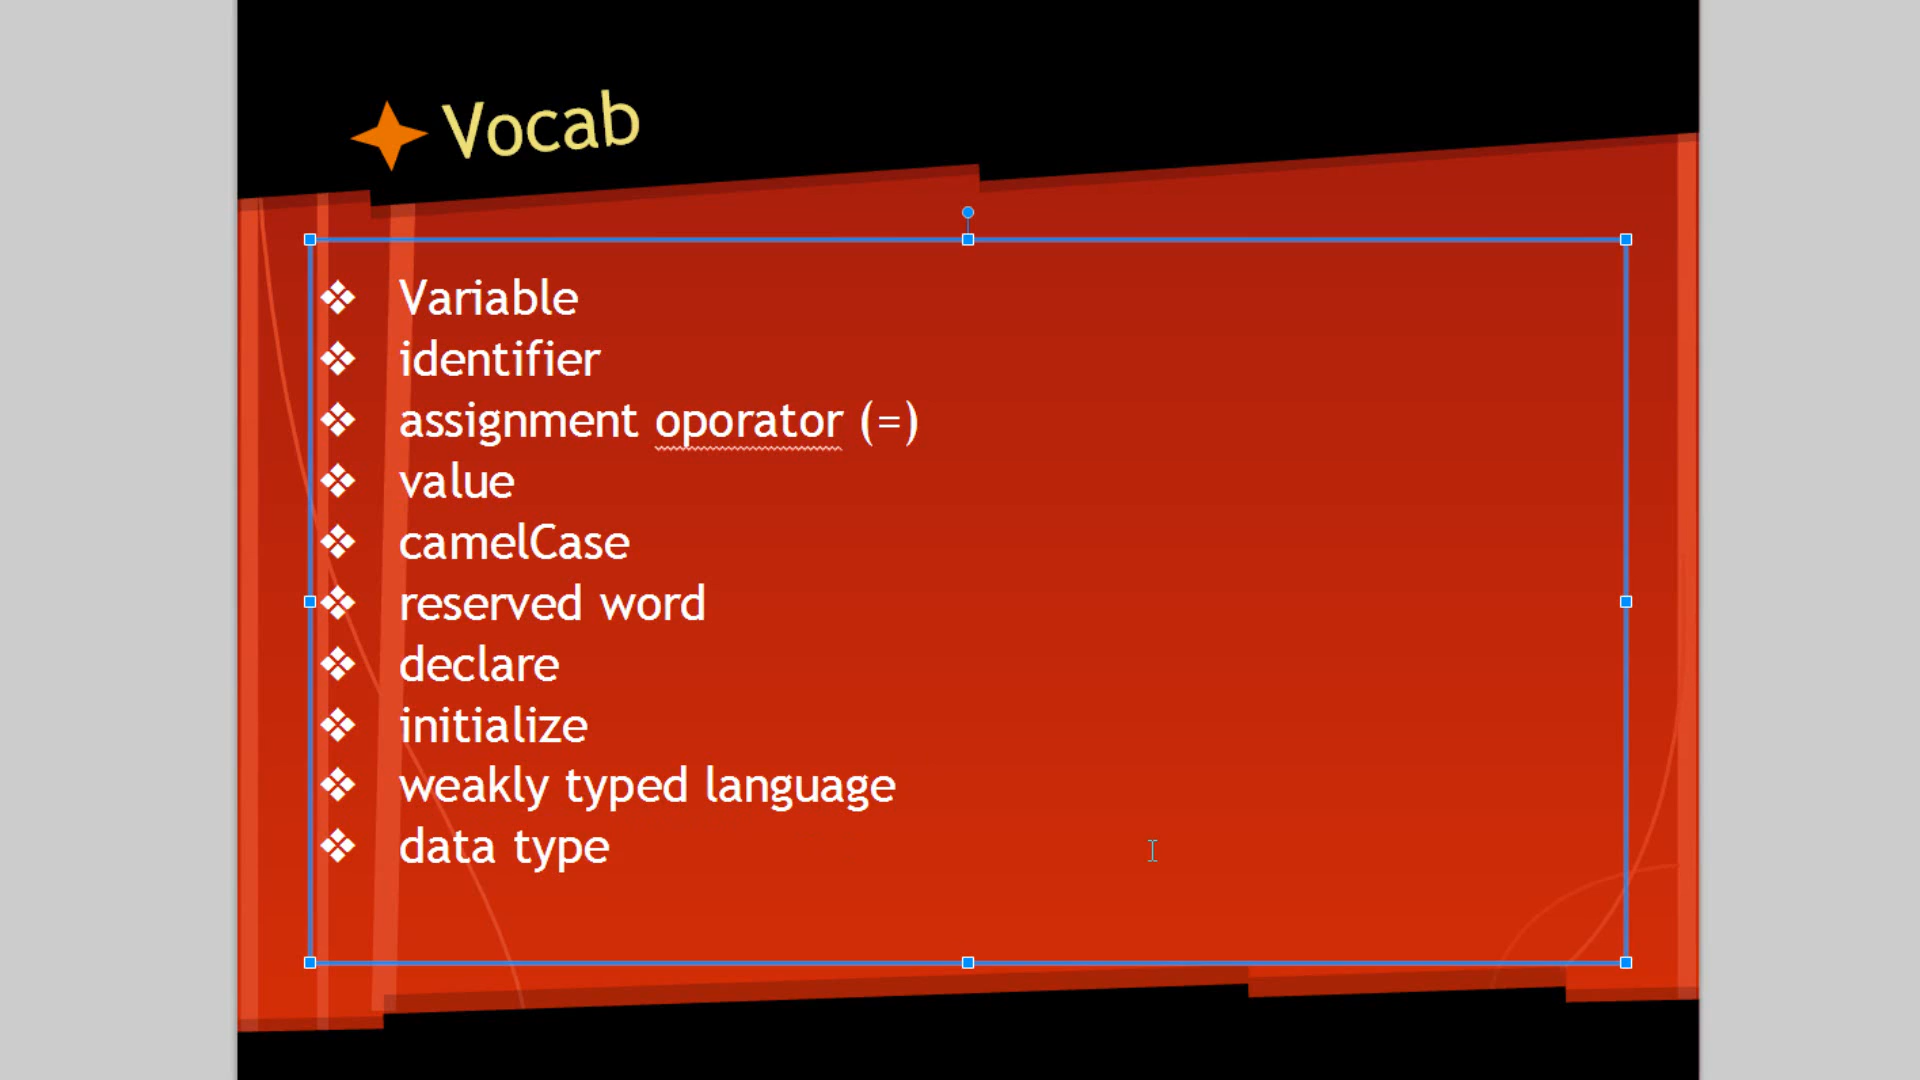 Vocab
Variable
identifier
assignment oporator (=)
value
camelCase
reserved word
declare
initialize
weakly typed language
data type